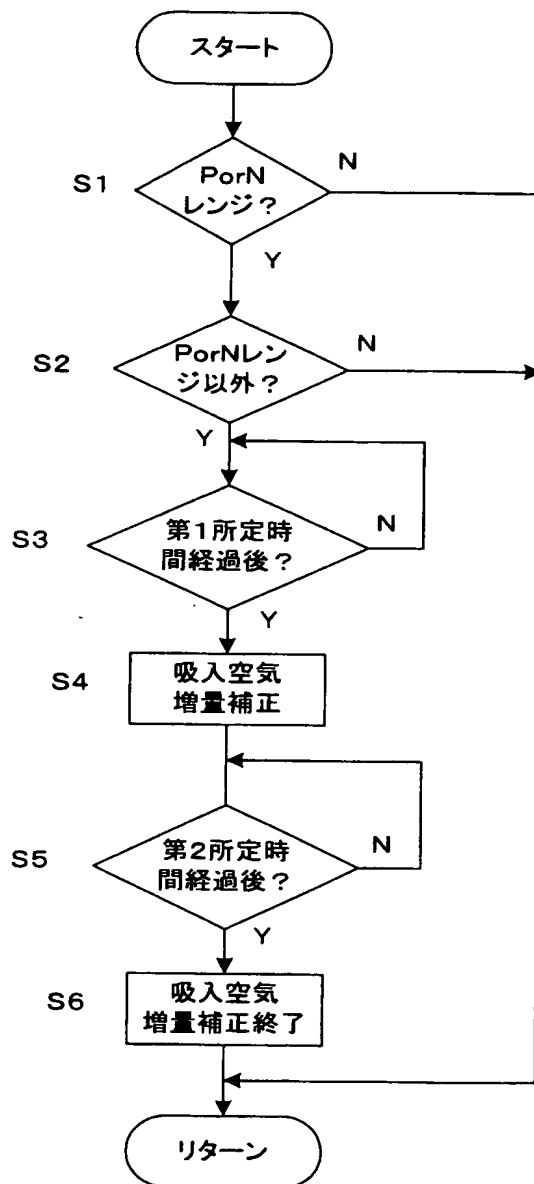 スタート
S1
PorN
レンジ?
N
Y
S2
PorNレン
ジ以外?
N
Y
S3
第1所定時
間経過後?
N
Y
S4
吸入空気
増量補正
S5
第2所定時
間経過後?
N
Y
S6
吸入空気
増量補正終了
リターン